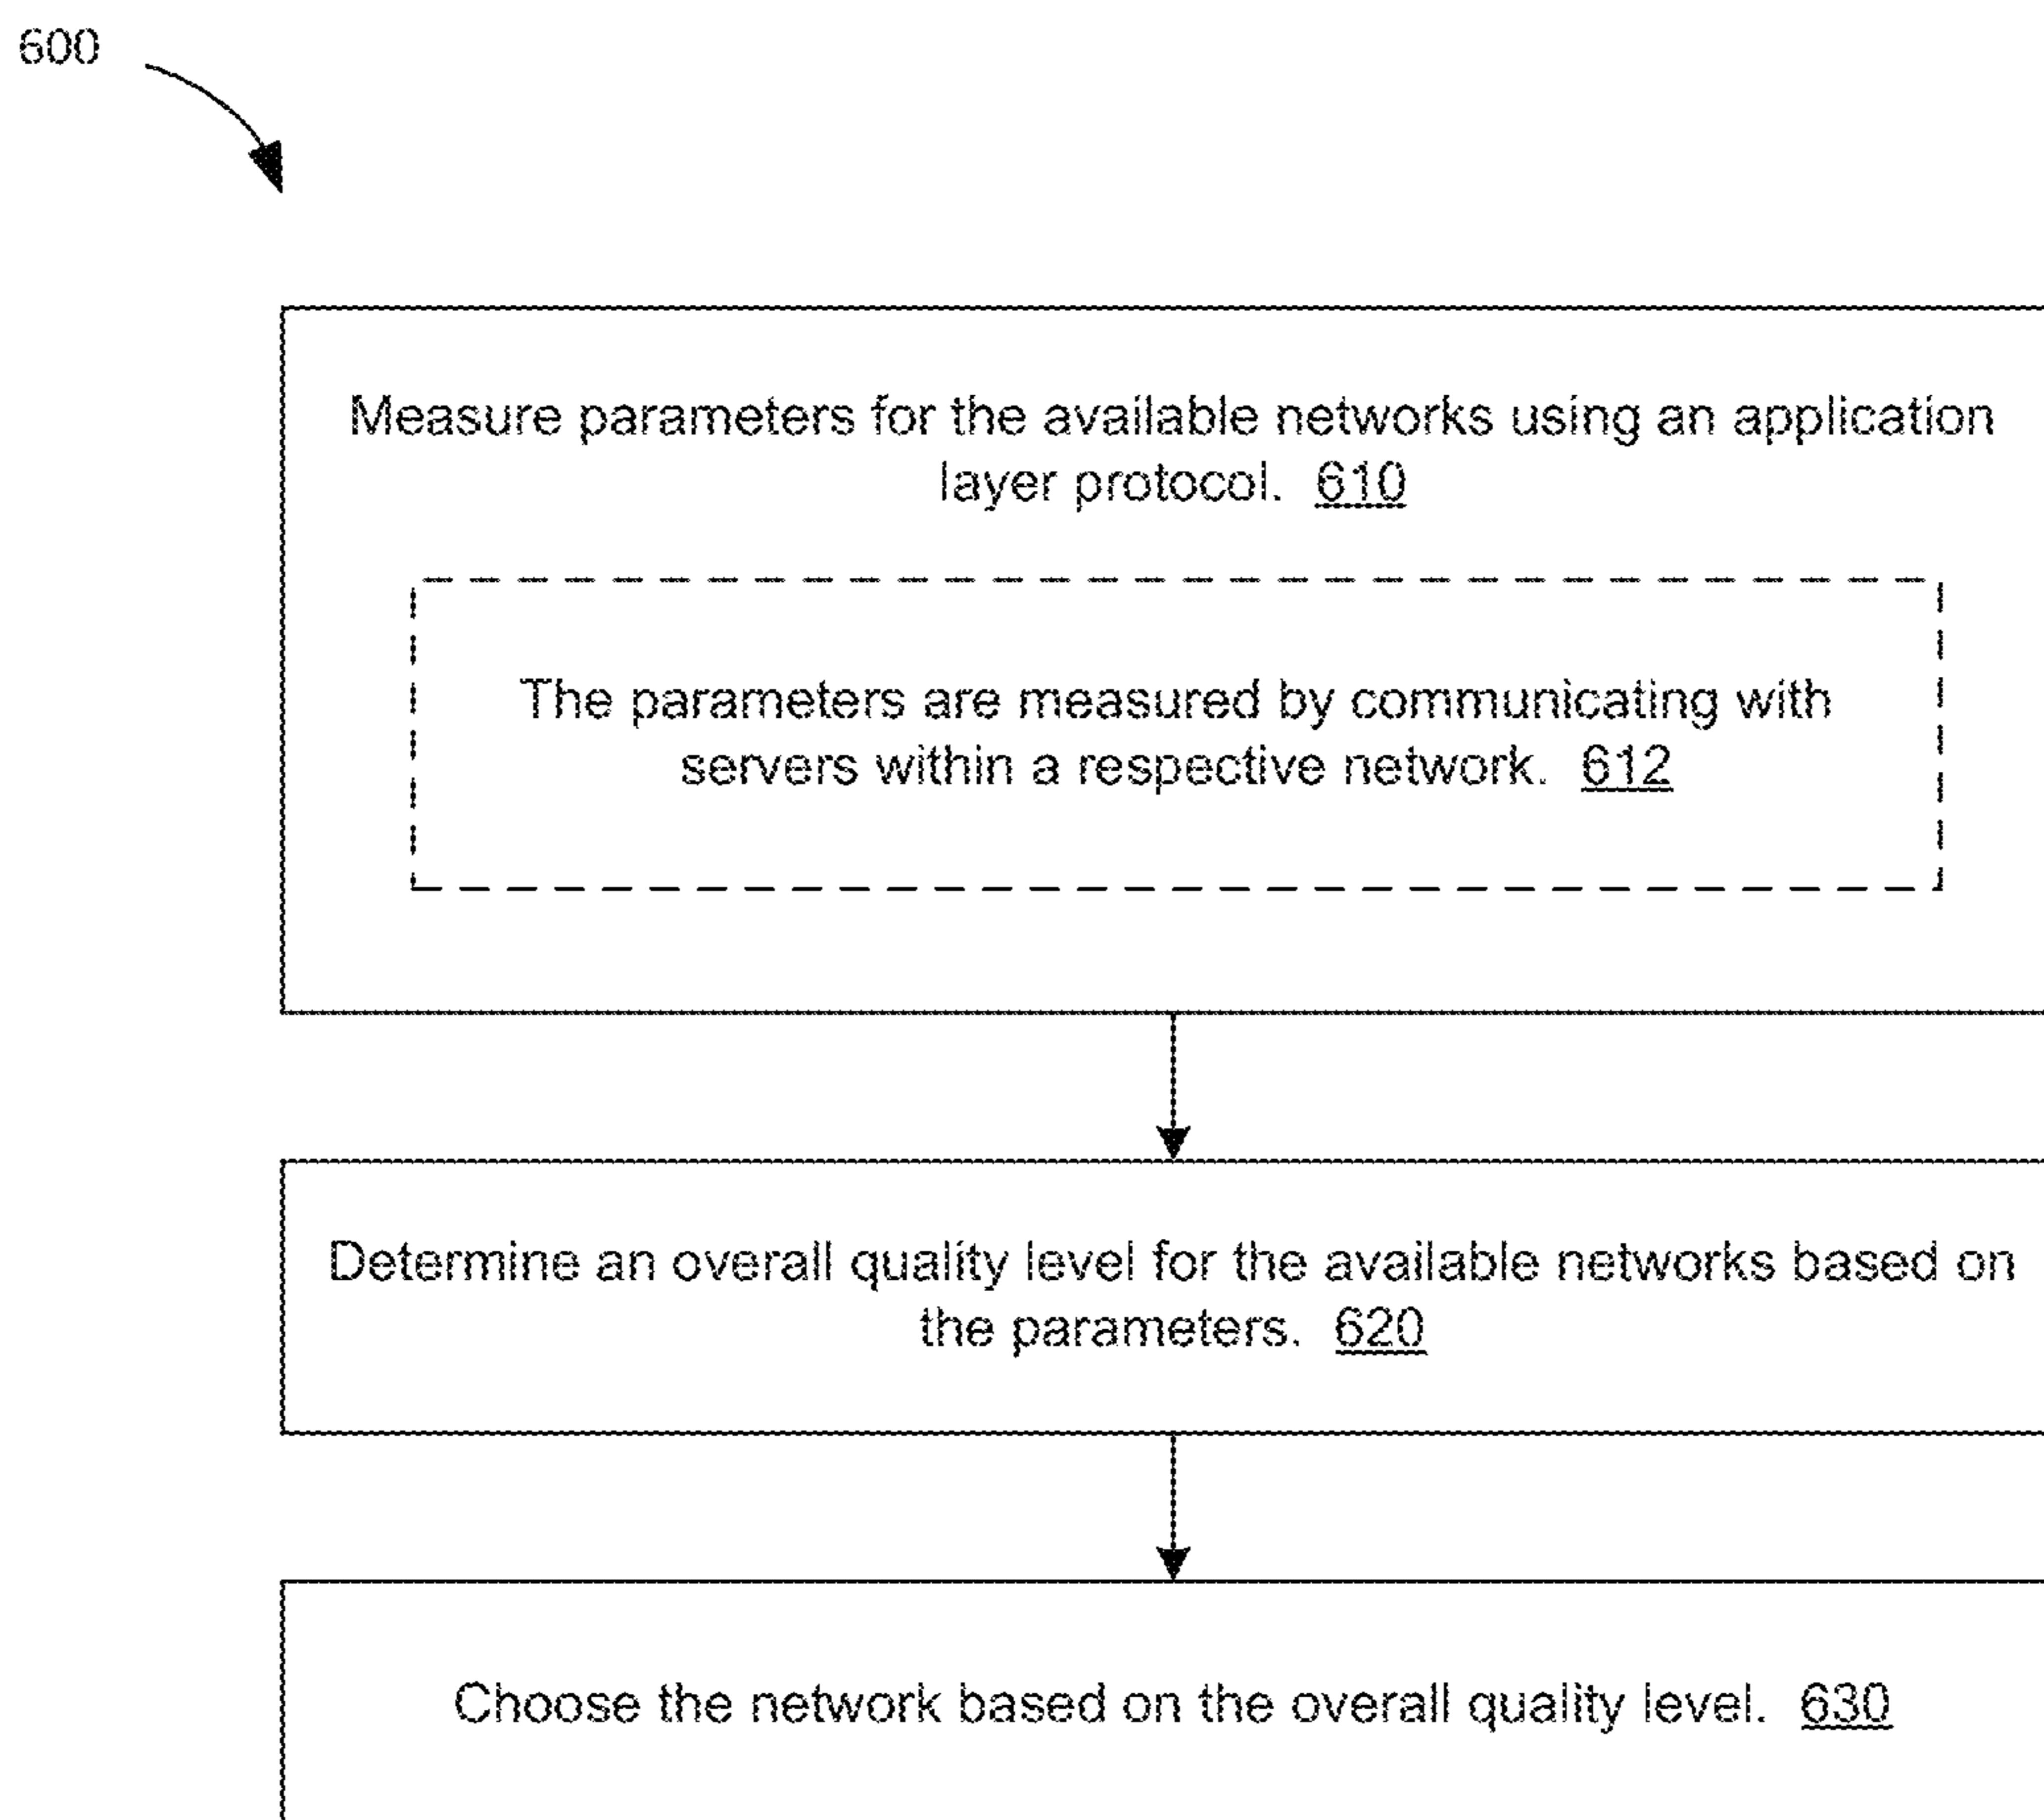 600
Measure parameters for the available networks using an application
layer protocol. 610
The parameters are measured by communicating with
servers within a respective network. 612
Determine an overall quality level for the available networks based on
the parameters. 620
Choose the network based on the overall quality level. 630